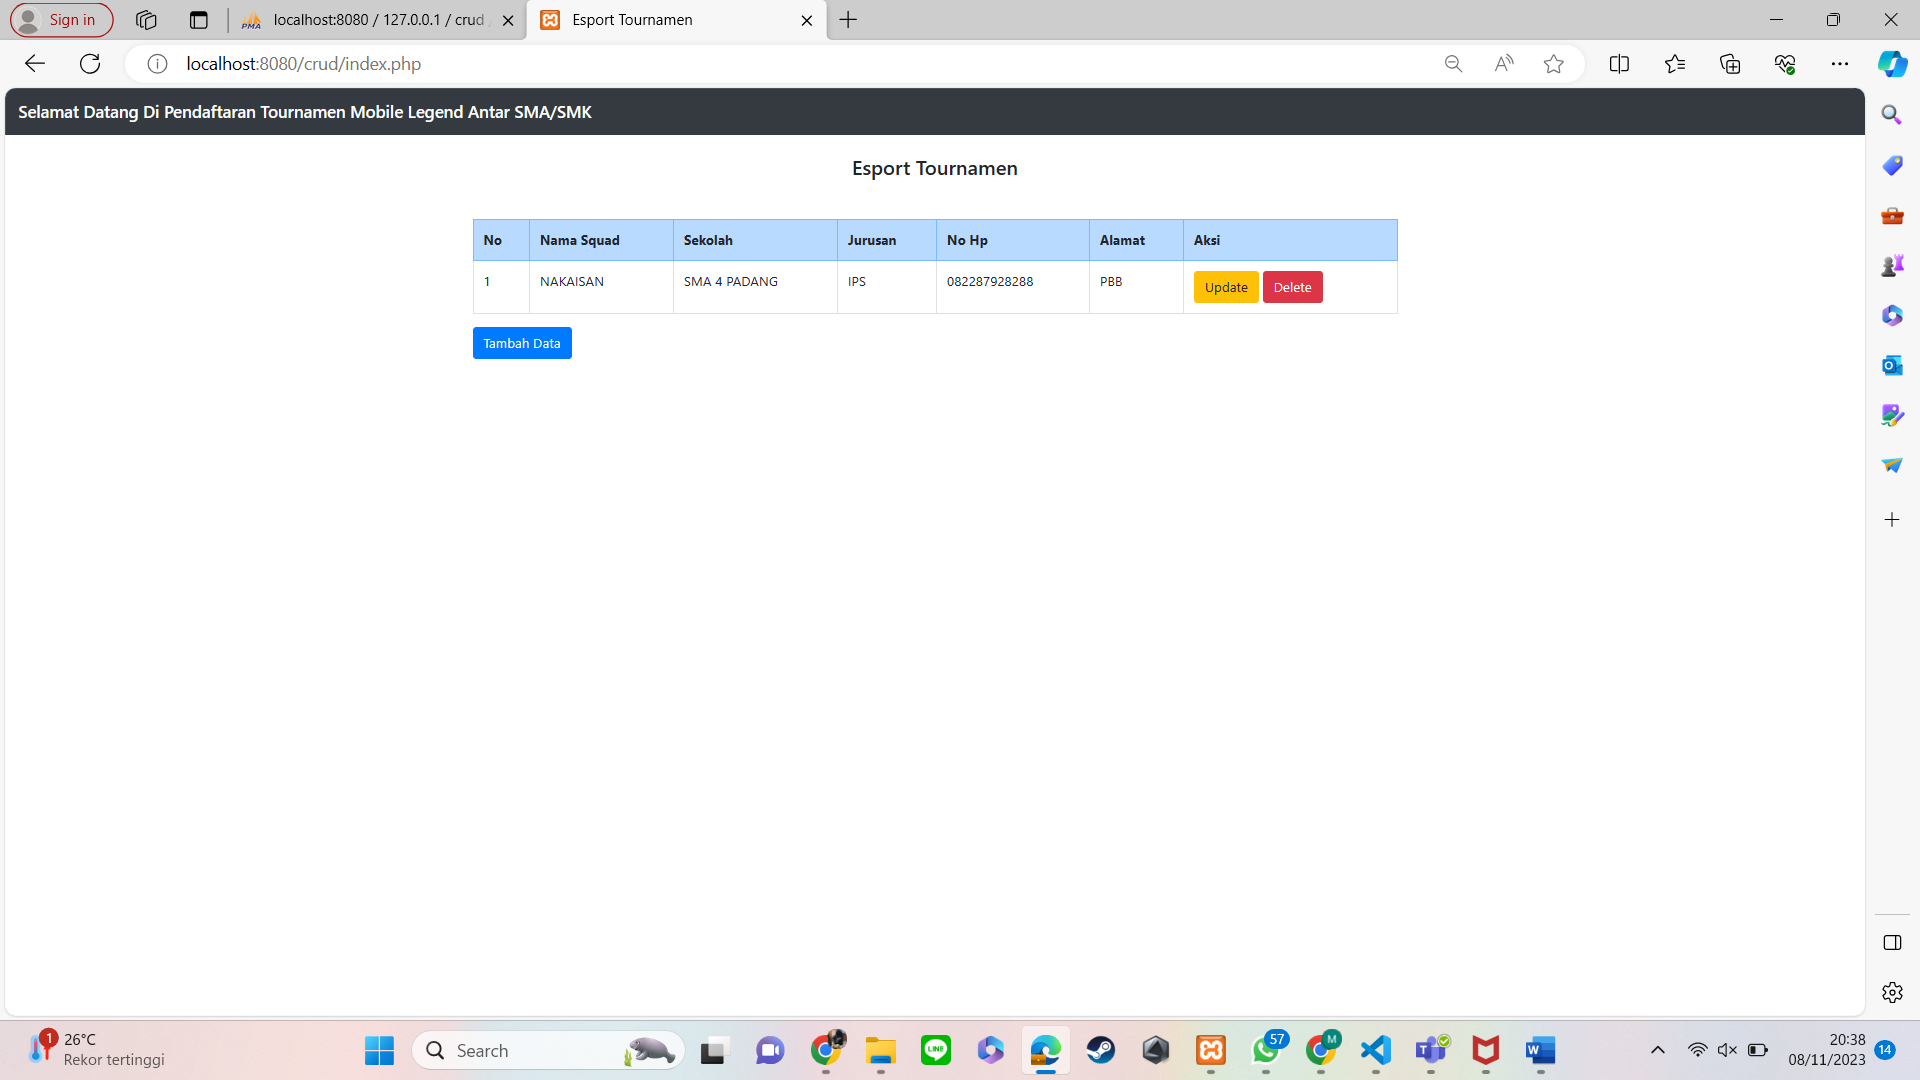 Sign in
PMA
localhost:8080 / 127.0.0.1 / crud
Esport Tournamen
localhost:8080/crud/index.php
Selamat Datang Di Pendaftaran Tournamen Mobile Legend Antar SMA/SMK
Esport Tournamen
No Nama Squad Sekolah Jurusan No Hp Alamat Aksi
1 NAKAISAN SMA 4 PADANG IPS 082287928288 PBB Update Delete
Tambah Data
1
26°C
Rekor tertinggi
Search
LINE
57
M
20:38
08/11/2023
14